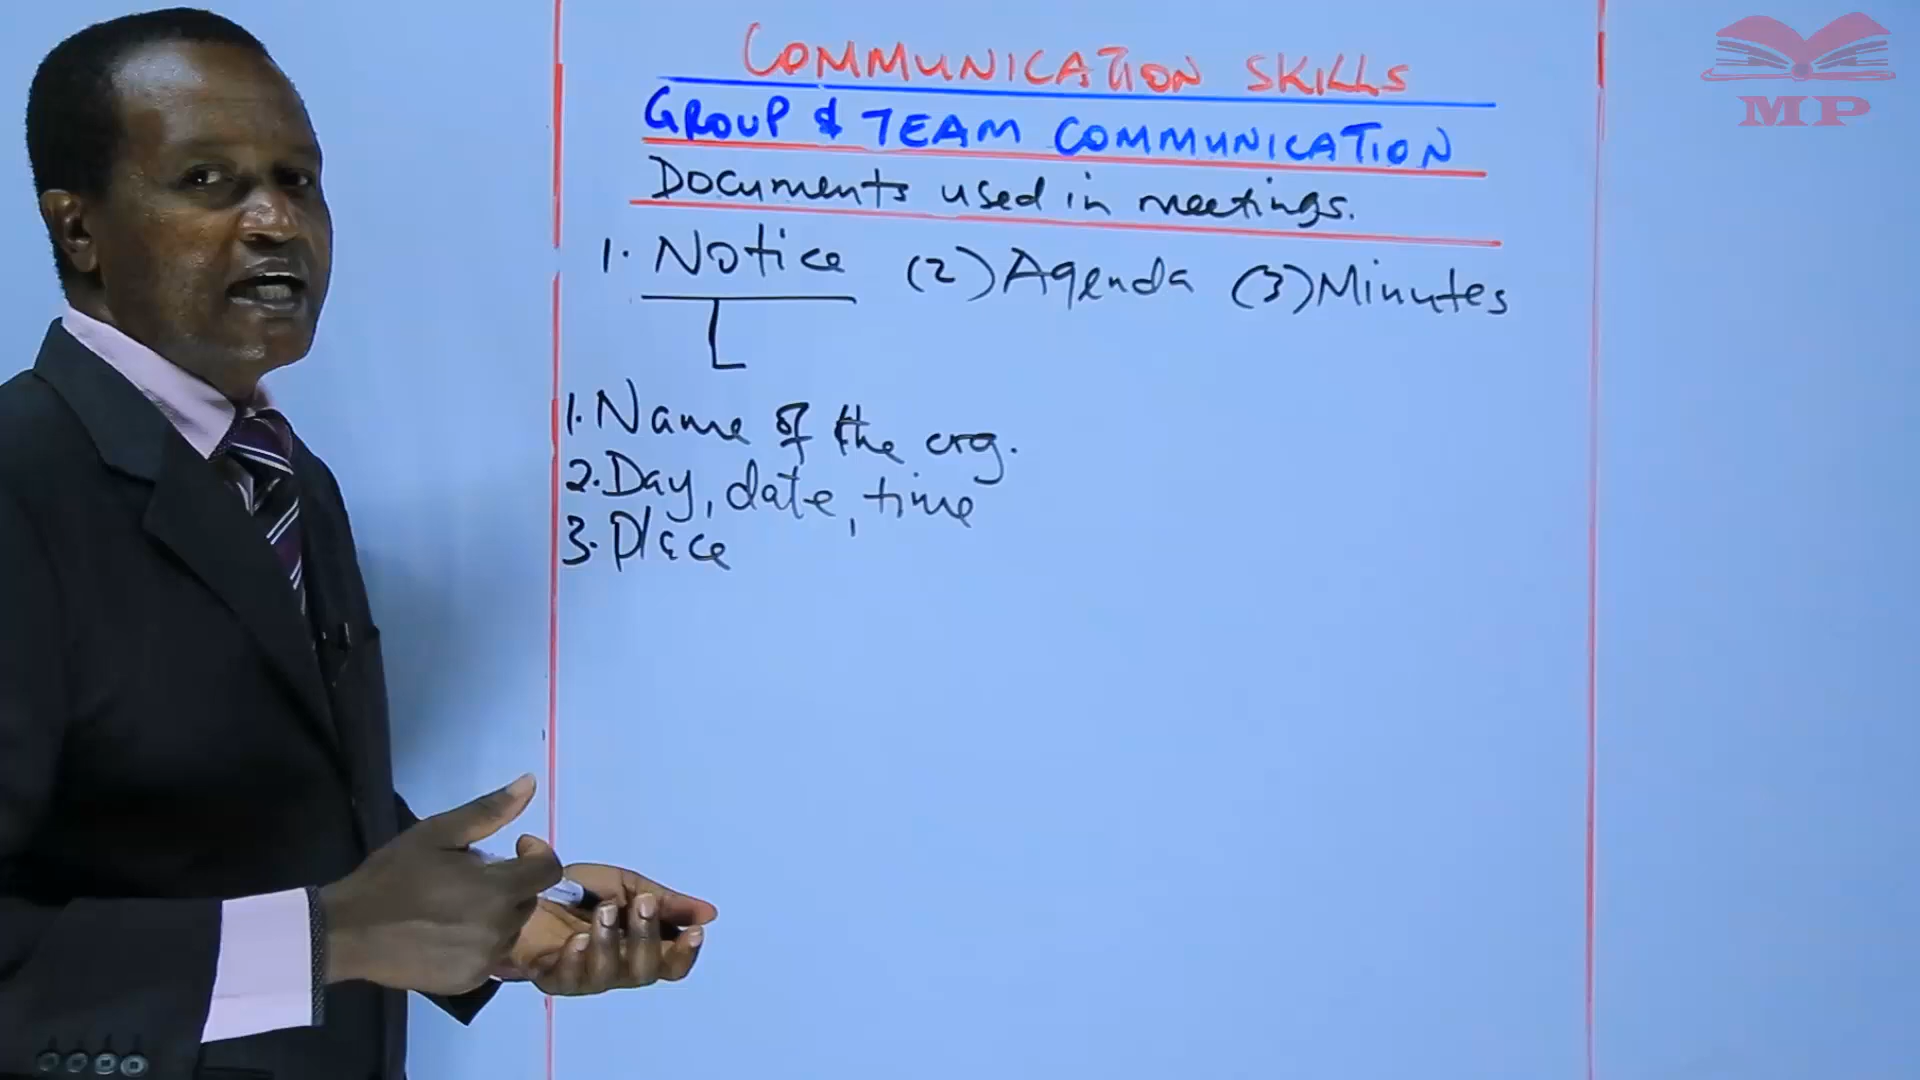 COMMUNICATION SKILLS
GROUP & TEAM COMMUNICATION
Documents used in meetings.
1. Notice (2) Agenda (3) Minutes
1. Name of the org.
2. Day, date, time
3. Place
MP